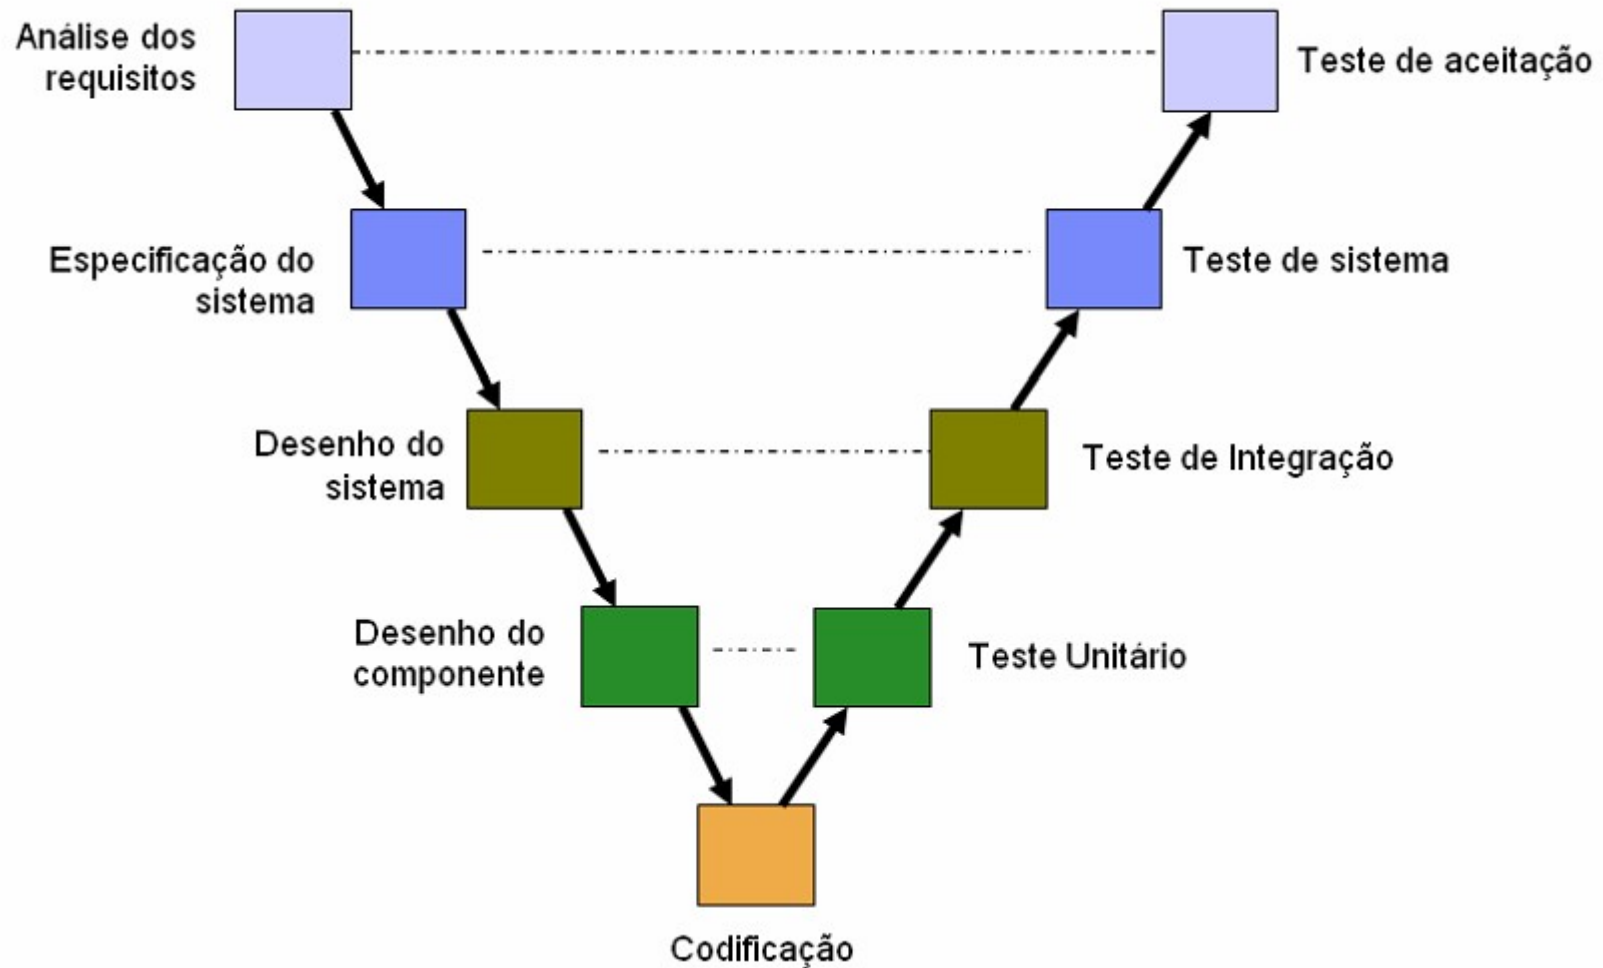 Análise dos
requisitos
Teste de aceitação
Especificação do
sistema
Teste de sistema
Desenho do
sistema
Teste de Integração
Desenho do
componente
Teste Unitário
Codificação